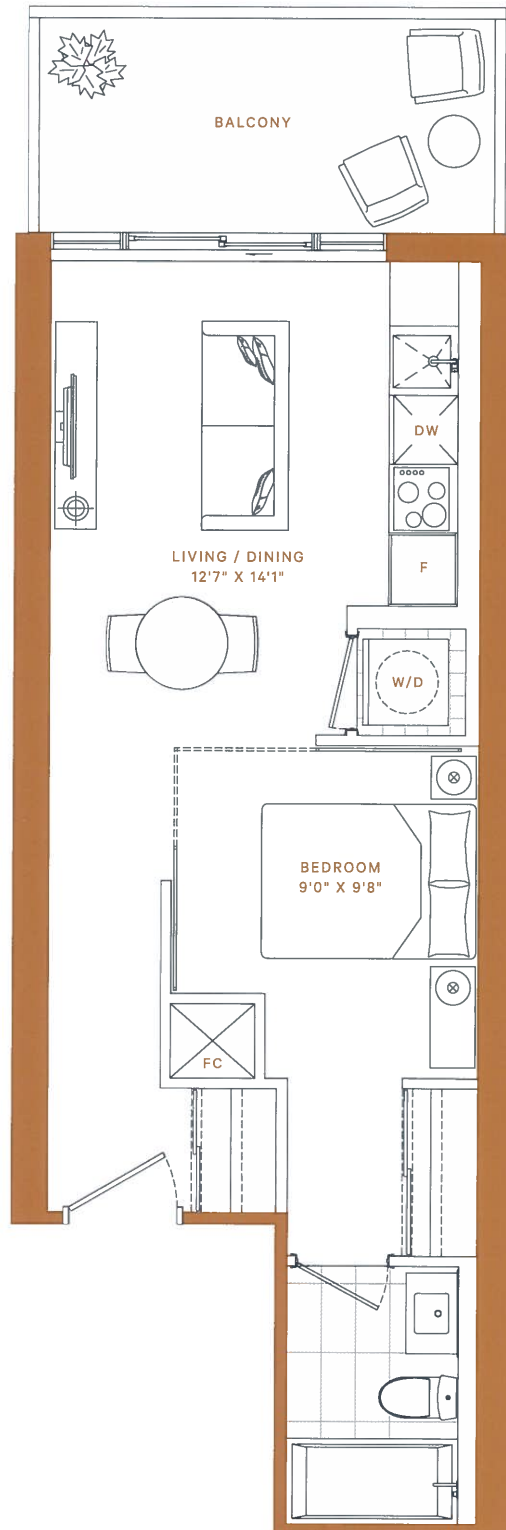 BALCONY
DW
LIVING / DINING
12'7" X 14'1"
F
W/D
BEDROOM
9'0" X 9'8"
FC